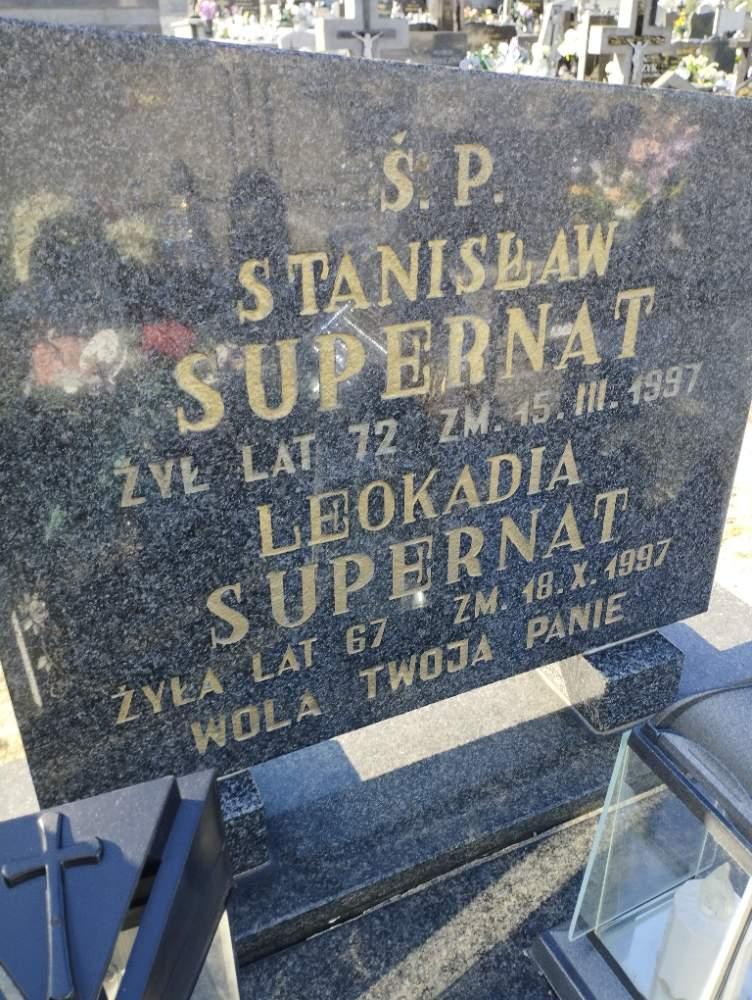 Ś. P.
STANISŁAW
SUPERNAT
ŻYŁ LAT 72 ZM. 15. III. 1997
LEOKADIA
SUPERNAT
ŻYŁA LAT 67 ZM. 18. X. 1997
WOLA TWOJA PANIE